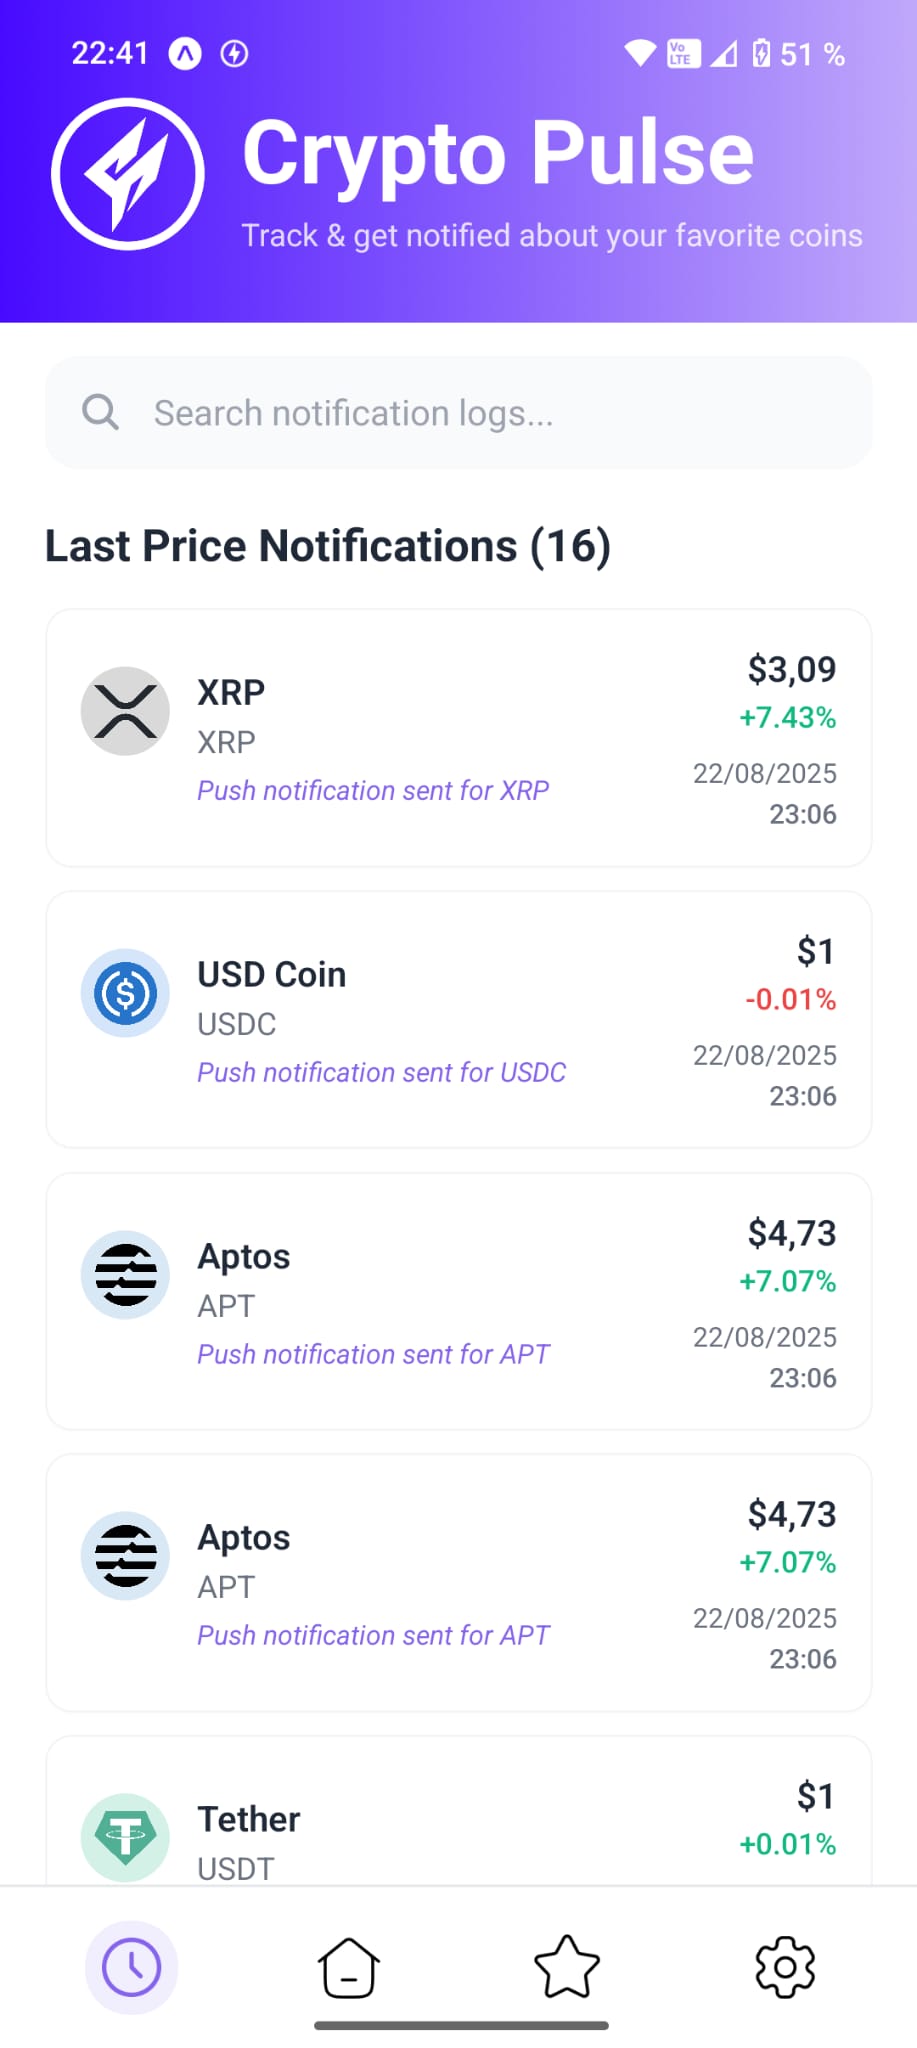 22:41
Vo LTE
51 %
Crypto Pulse
Track & get notified about your favorite coins
Search notification logs...
Last Price Notifications (16)
XRP
XRP
Push notification sent for XRP
$3,09
+7.43%
22/08/2025
23:06
USD Coin
USDC
Push notification sent for USDC
$1
-0.01%
22/08/2025
23:06
Aptos
APT
Push notification sent for APT
$4,73
+7.07%
22/08/2025
23:06
Aptos
APT
Push notification sent for APT
$4,73
+7.07%
22/08/2025
23:06
Tether
USDT
$1
+0.01%